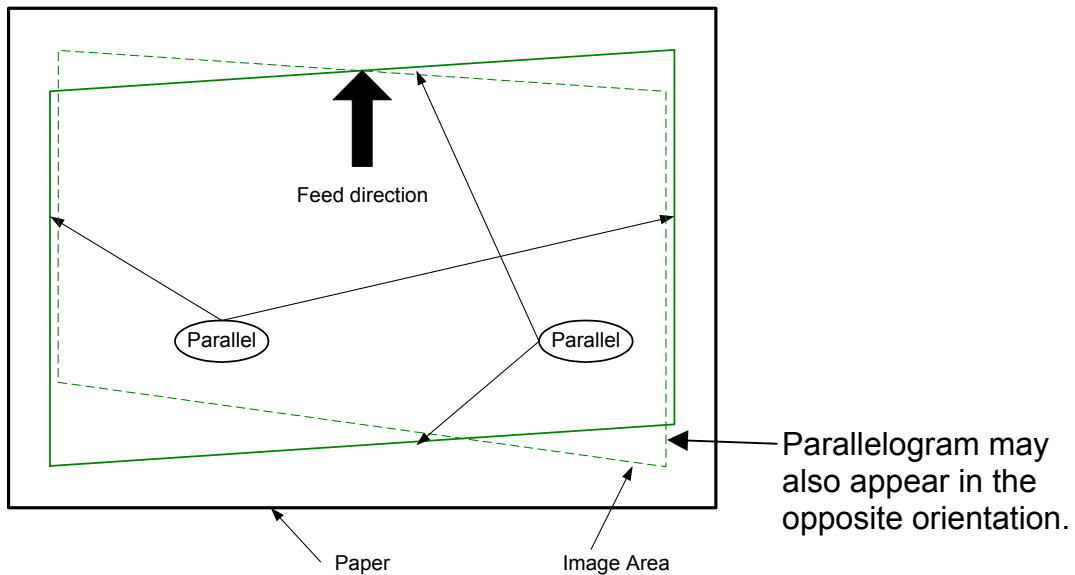 Feed direction
Parallel
Parallel
Parallelogram may
also appear in the
opposite orientation.
Paper
Image Area